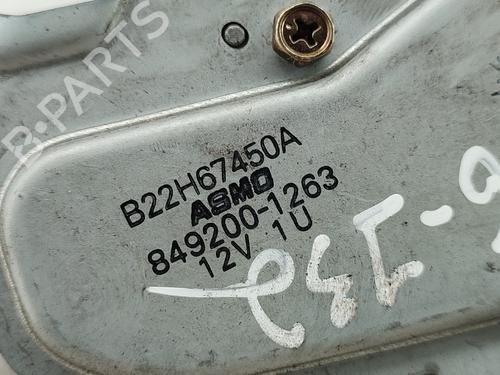 B-PARTS
B22H67450A
ASMO
849200-1263
12V 1U